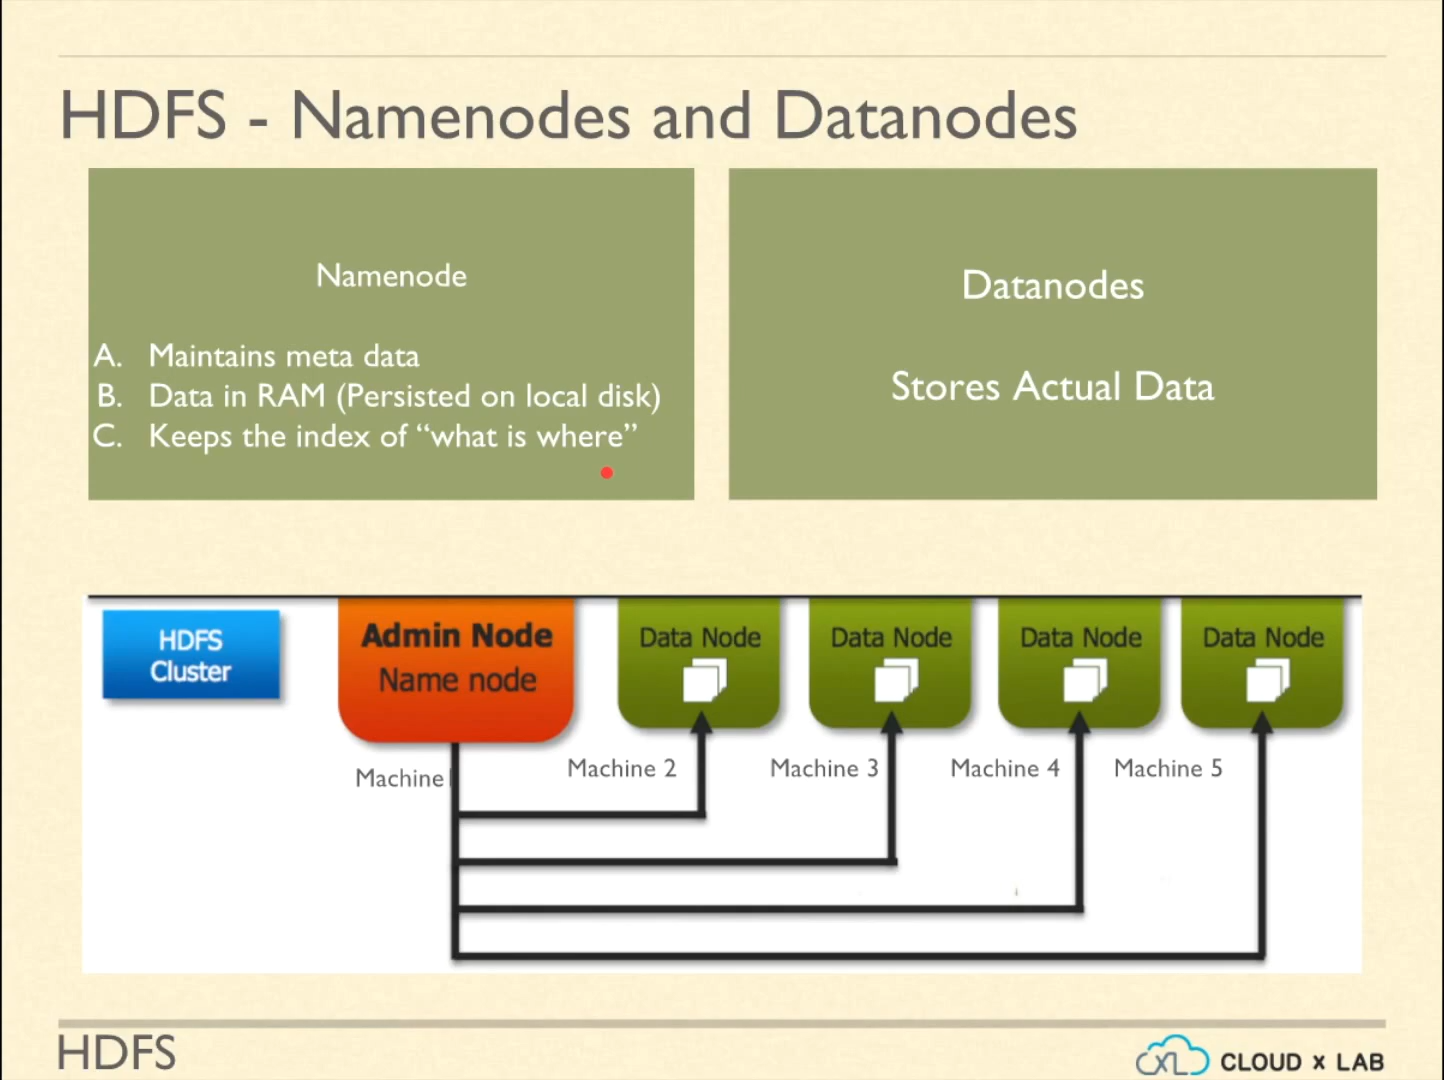 HDFS - Namenodes and Datanodes
Namenode
A. Maintains meta data
B. Data in RAM (Persisted on local disk)
C. Keeps the index of “what is where”
Datanodes
Stores Actual Data
HDFS
Cluster
Admin Node
Name node
Data Node
Data Node
Data Node
Data Node
Machine 1
Machine 2
Machine 3
Machine 4
Machine 5
HDFS
CXL CLOUD x LAB